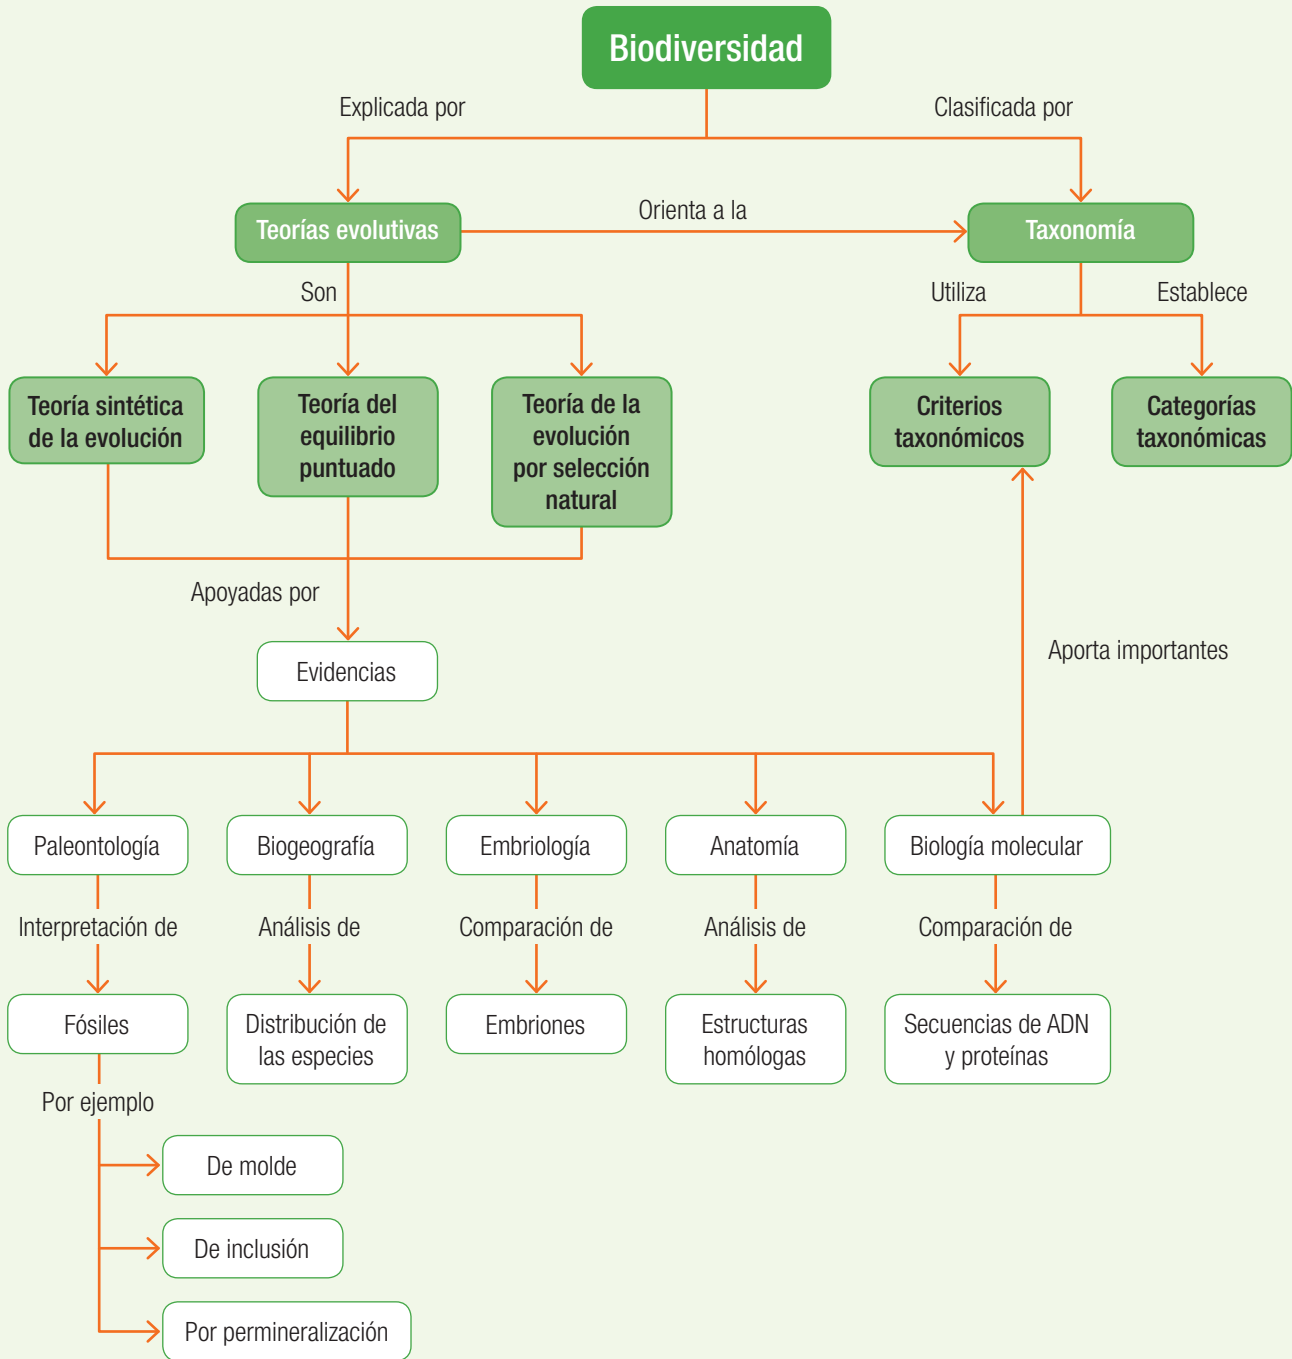 Biodiversidad
Explicada por
Clasificada por
Teorías evolutivas
Orienta a la
Taxonomía
Son
Utiliza
Establece
Teoría sintética
de la evolución
Teoría del
equilibrio
puntuado
Teoría de la
evolución
por selección
natural
Criterios
taxonómicos
Categorías
taxonómicas
Apoyadas por
Evidencias
Aporta importantes
Paleontología
Biogeografía
Embriología
Anatomía
Biología molecular
Interpretación de
Análisis de
Comparación de
Análisis de
Comparación de
Fósiles
Distribución de
las especies
Embriones
Estructuras
homólogas
Secuencias de ADN
y proteínas
Por ejemplo
De molde
De inclusión
Por permineralización